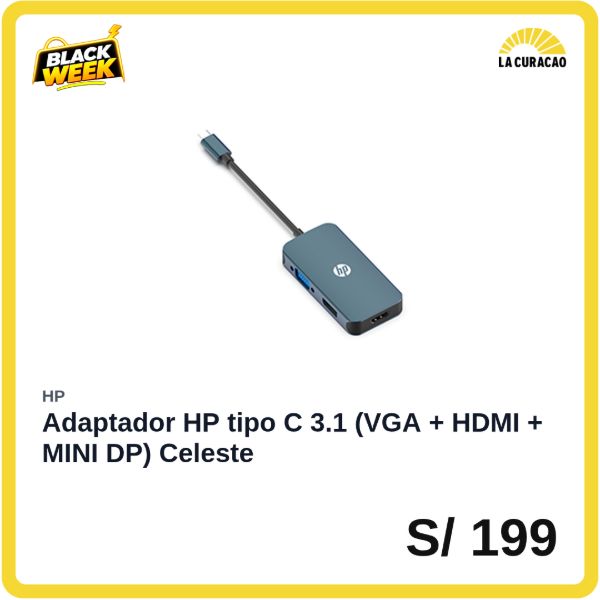 BLACK
WEEK
LA CURACAO
hp
HP
Adaptador HP tipo C 3.1 (VGA + HDMI +
MINI DP) Celeste
S/ 199